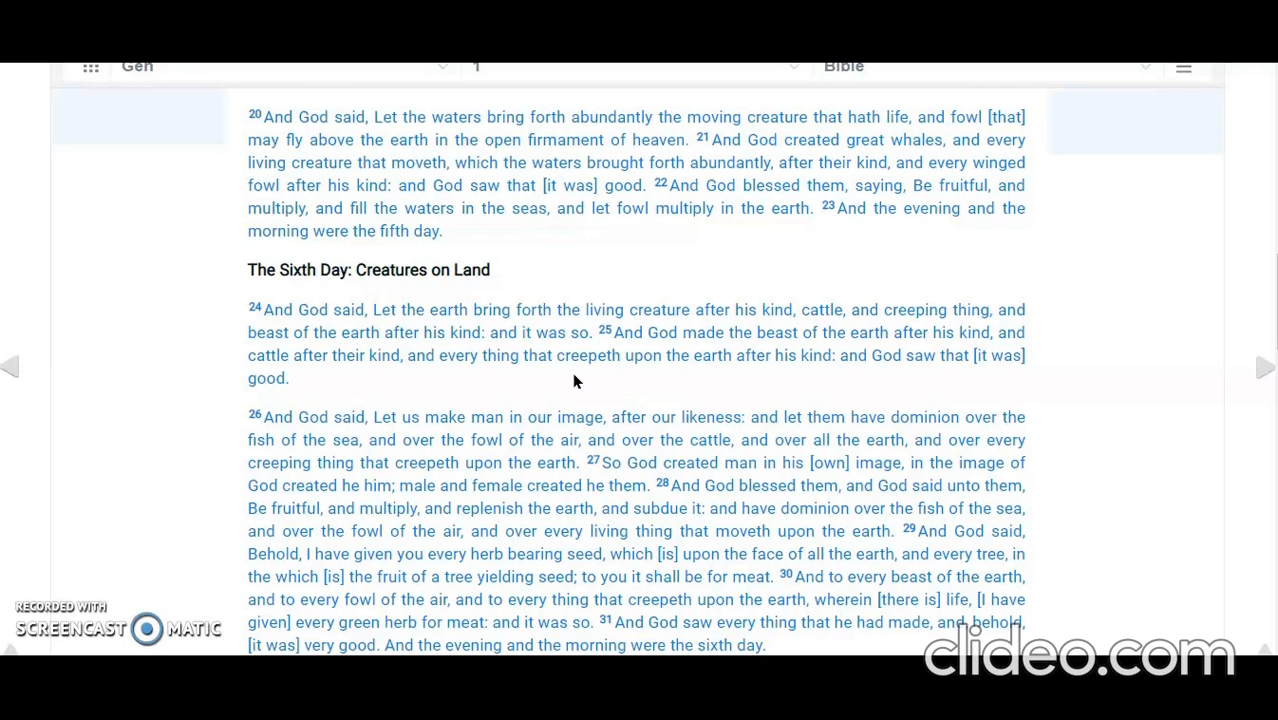 Gen 1 Bible
20And God said, Let the waters bring forth abundantly the moving creature that hath life, and fowl [that]
may fly above the earth in the open firmament of heaven. 21And God created great whales, and every
living creature that moveth, which the waters brought forth abundantly, after their kind, and every winged
fowl after his kind: and God saw that [it was] good. 22And God blessed them, saying, Be fruitful, and
multiply, and fill the waters in the seas, and let fowl multiply in the earth. 23And the evening and the
morning were the fifth day.
The Sixth Day: Creatures on Land
24And God said, Let the earth bring forth the living creature after his kind, cattle, and creeping thing, and
beast of the earth after his kind: and it was so. 25And God made the beast of the earth after his kind, and
cattle after their kind, and every thing that creepeth upon the earth after his kind: and God saw that [it was]
good.
26And God said, Let us make man in our image, after our likeness: and let them have dominion over the
fish of the sea, and over the fowl of the air, and over the cattle, and over all the earth, and over every
creeping thing that creepeth upon the earth. 27So God created man in his [own] image, in the image of
God created he him; male and female created he them. 28And God blessed them, and God said unto them,
Be fruitful, and multiply, and replenish the earth, and subdue it: and have dominion over the fish of the sea,
and over the fowl of the air, and over every living thing that moveth upon the earth. 29And God said,
Behold, I have given you every herb bearing seed, which [is] upon the face of all the earth, and every tree, in
the which [is] the fruit of a tree yielding seed; to you it shall be for meat. 30And to every beast of the earth,
and to every fowl of the air, and to every thing that creepeth upon the earth, wherein [there is] life, [I have
given] every green herb for meat: and it was so. 31And God saw every thing that he had made, and, behold,
[it was] very good. And the evening and the morning were the sixth day.
RECORDED WITH
SCREENCAST MATIC
clideo.com